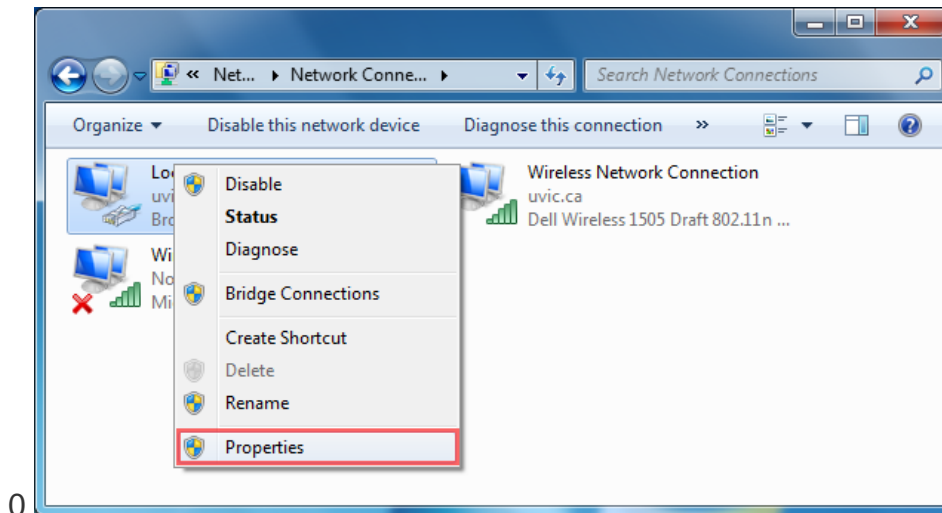 « Net... Network Conne...
Search Network Connections
Organize Disable this network device Diagnose this connection »
Lo
uvi
Bro
Wireless Network Connection
uvic.ca
Dell Wireless 1505 Draft 802.11n ...
Wi
No
Mi
Disable
Status
Diagnose
Bridge Connections
Create Shortcut
Delete
Rename
Properties
0